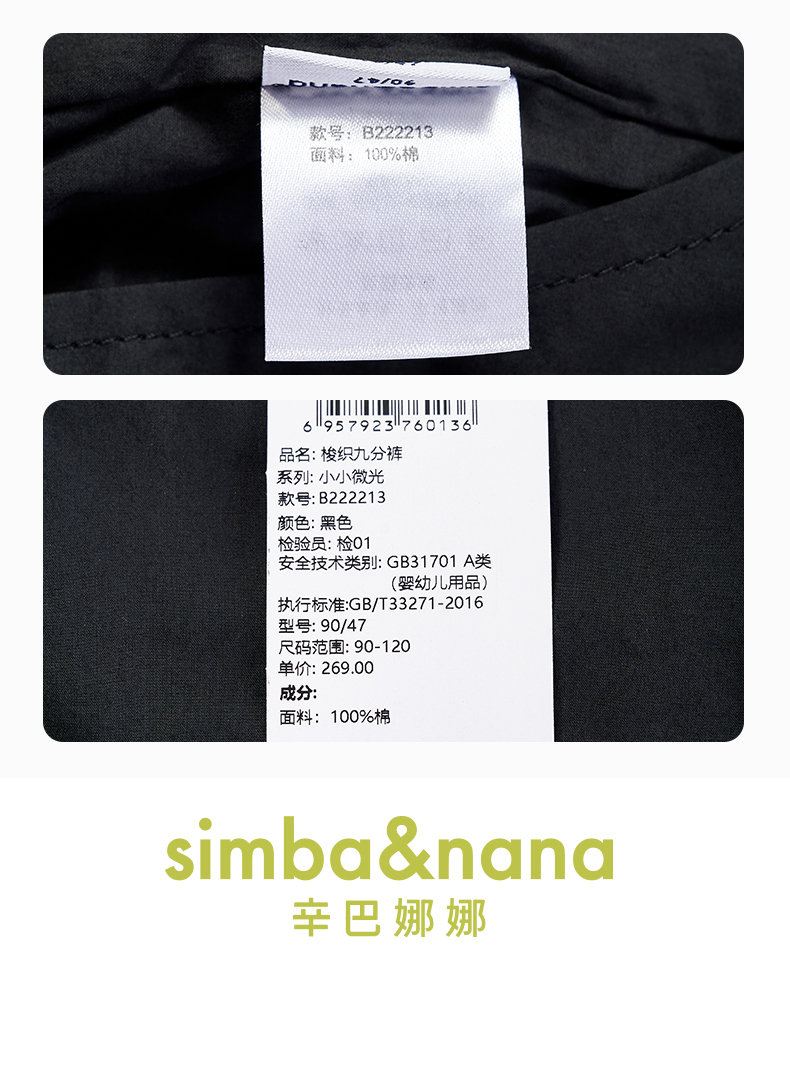 90/47
款号: B222213
面料: 100%棉
6 957923 760136
品名: 梭织九分裤
系列: 小小微光
款号: B222213
颜色: 黑色
检验员: 检01
安全技术类别: GB31701 A类
(婴幼儿用品)
执行标准:GB/T33271-2016
型号: 90/47
尺码范围: 90-120
单价: 269.00
成分:
面料: 100%棉
simba&nana
辛巴娜娜